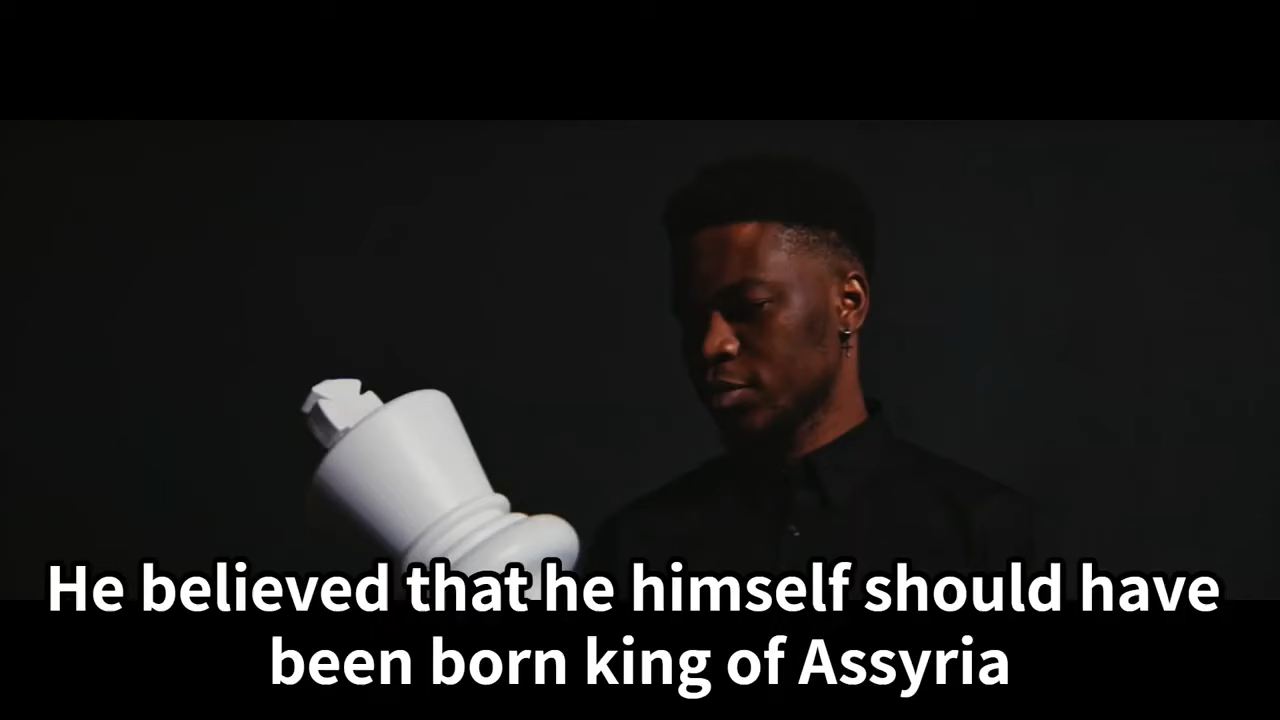 He believed that he himself should have
been born king of Assyria